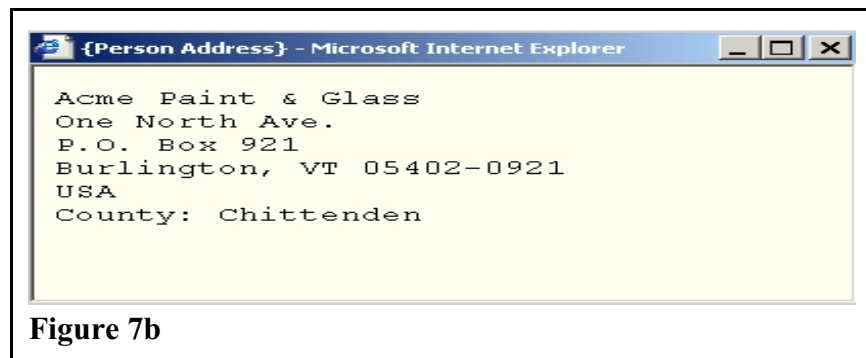 {Person Address} - Microsoft Internet Explorer
Acme Paint & Glass
One North Ave.
P.O. Box 921
Burlington, VT 05402-0921
USA
County: Chittenden
Figure 7b